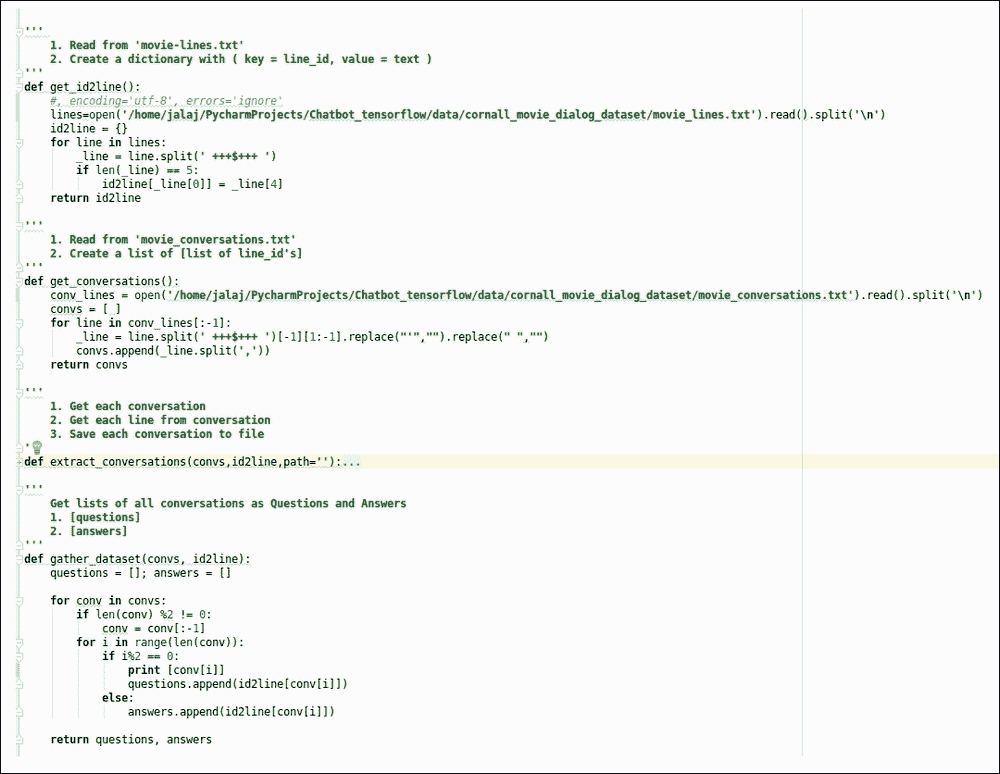 '''
    1. Read from 'movie-lines.txt'
    2. Create a dictionary with ( key = line_id, value = text )
'''
def get_id2line():
    #, encoding='utf-8', errors='ignore'
    lines=open('/home/jalaj/PycharmProjects/Chatbot_tensorflow/data/cornall_movie_dialog_dataset/movie_lines.txt').read().split('\n')
    id2line = {}
    for line in lines:
        _line = line.split(' +++$+++ ')
        if len(_line) == 5:
            id2line[_line[0]] = _line[4]
    return id2line
'''
    1. Read from 'movie_conversations.txt'
    2. Create a list of [list of line_id's]
'''
def get_conversations():
    conv_lines = open('/home/jalaj/PycharmProjects/Chatbot_tensorflow/data/cornall_movie_dialog_dataset/movie_conversations.txt').read().split('\n')
    convs = [ ]
    for line in conv_lines[:-1]:
        _line = line.split(' +++$+++ ')[-1][1:-1].replace("'","").replace(" ","")
        convs.append(_line.split(','))
    return convs
'''
    1. Get each conversation
    2. Get each line from conversation
    3. Save each conversation to file
'
def extract_conversations(convs,id2line,path=''):...
'''
    Get lists of all conversations as Questions and Answers
    1. [questions]
    2. [answers]
'''
def gather_dataset(convs, id2line):
    questions = []; answers = []
    for conv in convs:
        if len(conv) %2 != 0:
            conv = conv[:-1]
        for i in range(len(conv)):
            if i%2 == 0:
                print [conv[i]]
                questions.append(id2line[conv[i]])
            else:
                answers.append(id2line[conv[i]])
    return questions, answers